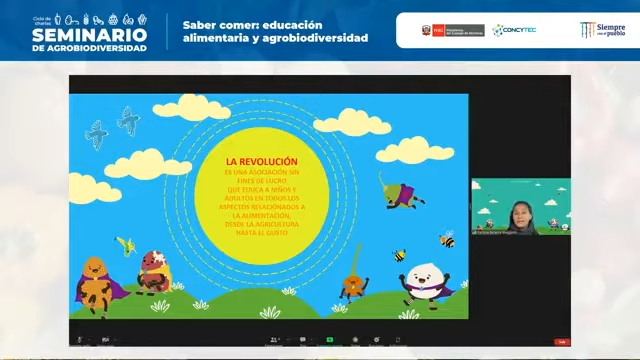 Ciclo de charlas
SEMINARIO
DE AGROBIODIVERSIDAD
Saber comer: educación
alimentaria y agrobiodiversidad
PERÚ
CONCYTEC
Siempre
con el pueblo
LA REVOLUCIÓN
ES UNA ASOCIACIÓN SIN
FINES DE LUCRO
QUE EDUCA A NIÑOS Y
ADULTOS EN TODOS LOS
ASPECTOS RELACIONADOS A
LA ALIMENTACIÓN,
DESDE LA AGRICULTURA
HASTA EL GUSTO
Salir